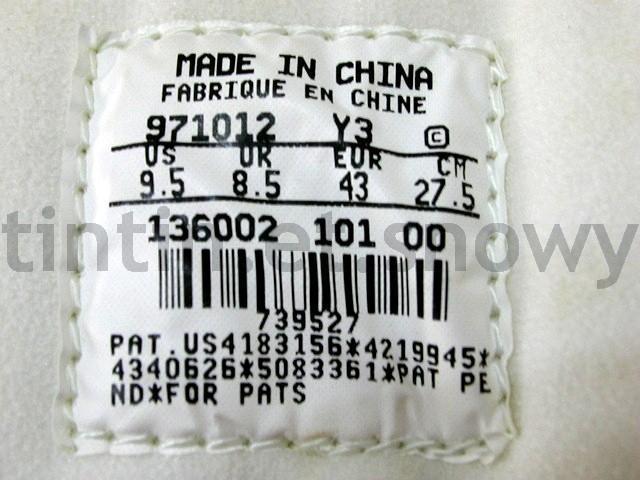 MADE IN CHINA
FABRIQUE EN CHINE
971012 Y3 C
US UK EUR CM
9.5 8.5 43 27.5
136002 101 00
tintin.et.snowy
739527
PAT.US4183156*4219945*
4340626*5083361*PAT PE
ND*FOR PATS